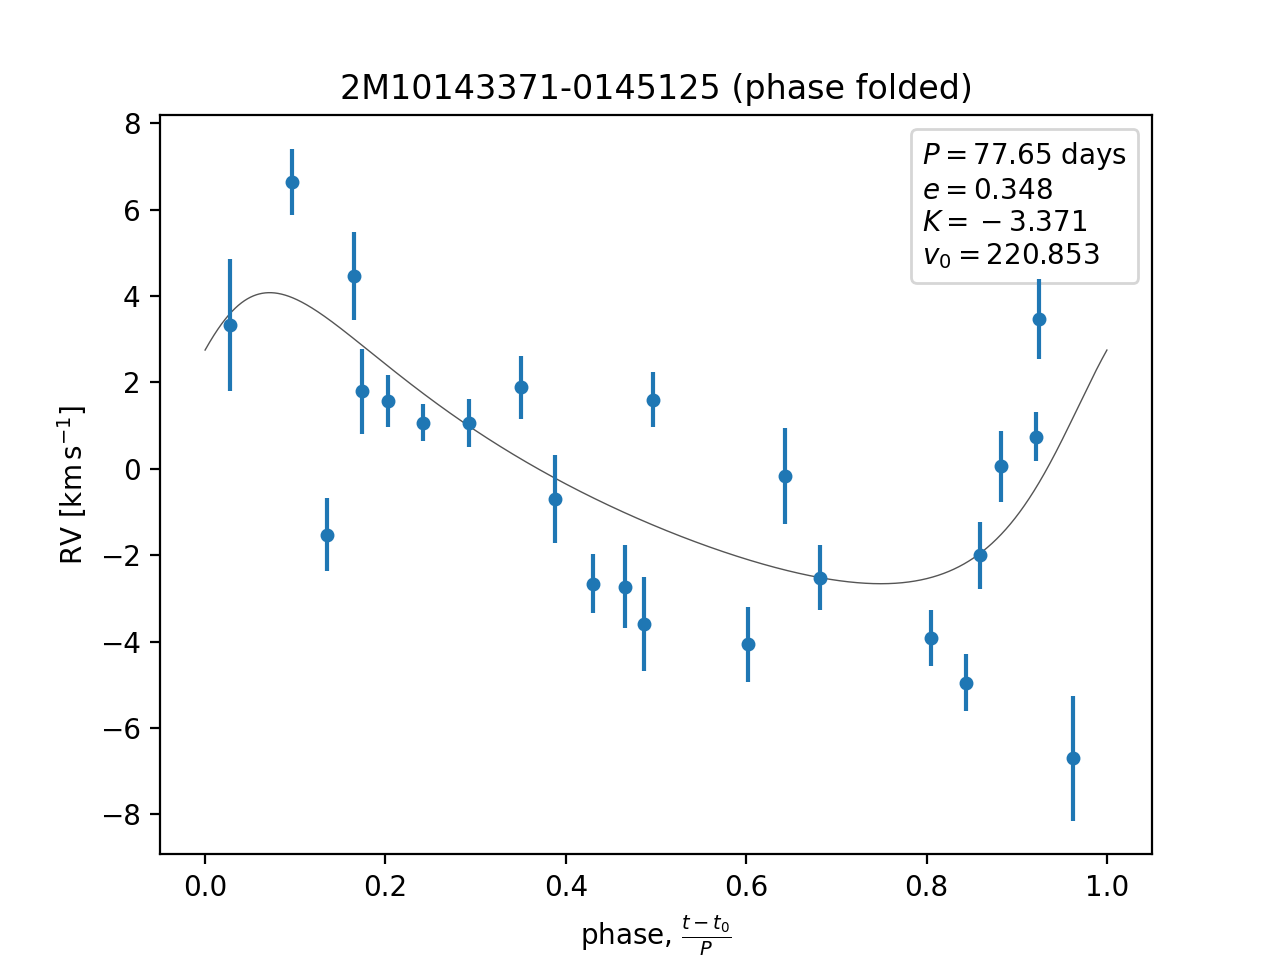 2M10143371-0145125 (phase folded)
P = 77.65 days
e = 0.348
K = −3.371
v₀ = 220.853
8
6
4
2
0
−2
−4
−6
−8
RV [km s⁻¹]
0.0 0.2 0.4 0.6 0.8 1.0
phase, (t − t₀)/P